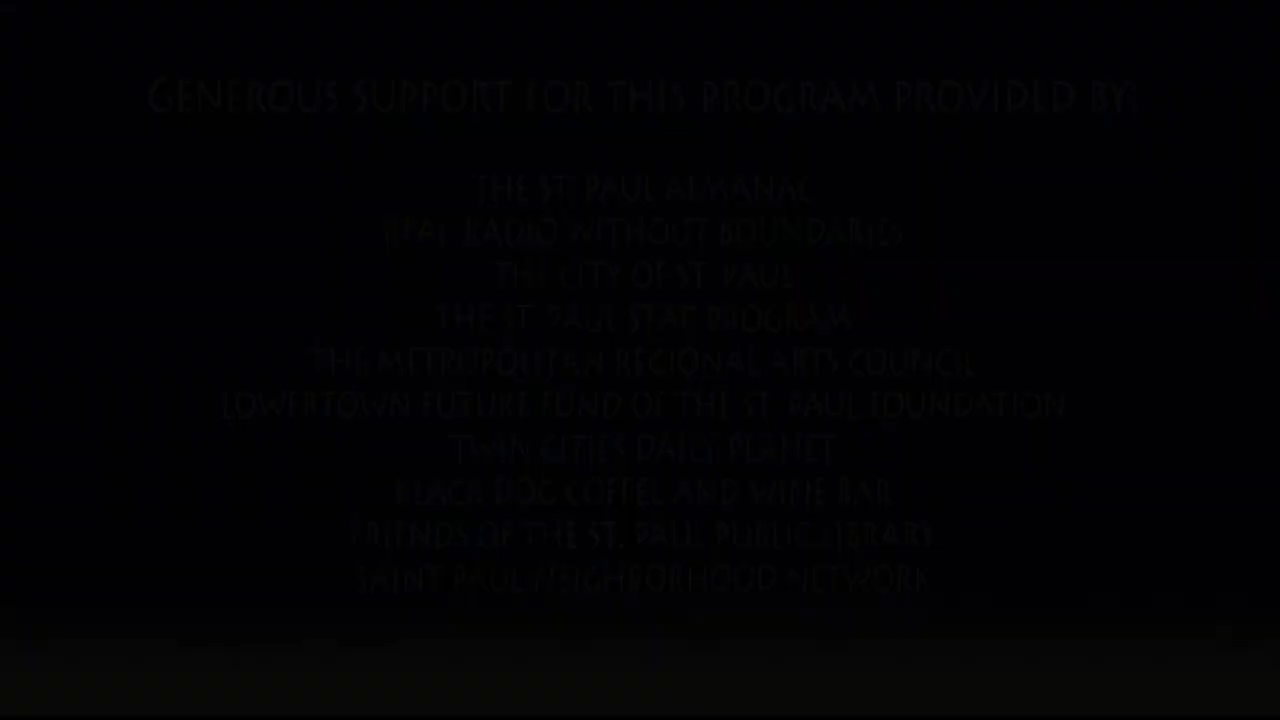 GENEROUS SUPPORT FOR THIS PROGRAM PROVIDED BY:
THE ST. PAUL ALMANAC
REAL RADIO WITHOUT BOUNDARIES
THE CITY OF ST. PAUL
THE ST. PAUL STAR PROGRAM
THE METROPOLITAN REGIONAL ARTS COUNCIL
LOWERTOWN FUTURE FUND OF THE ST. PAUL FOUNDATION
TWIN CITIES DAILY PLANET
BLACK DOG COFFEE AND WINE BAR
FRIENDS OF THE ST. PAUL PUBLIC LIBRARY
SAINT PAUL NEIGHBORHOOD NETWORK